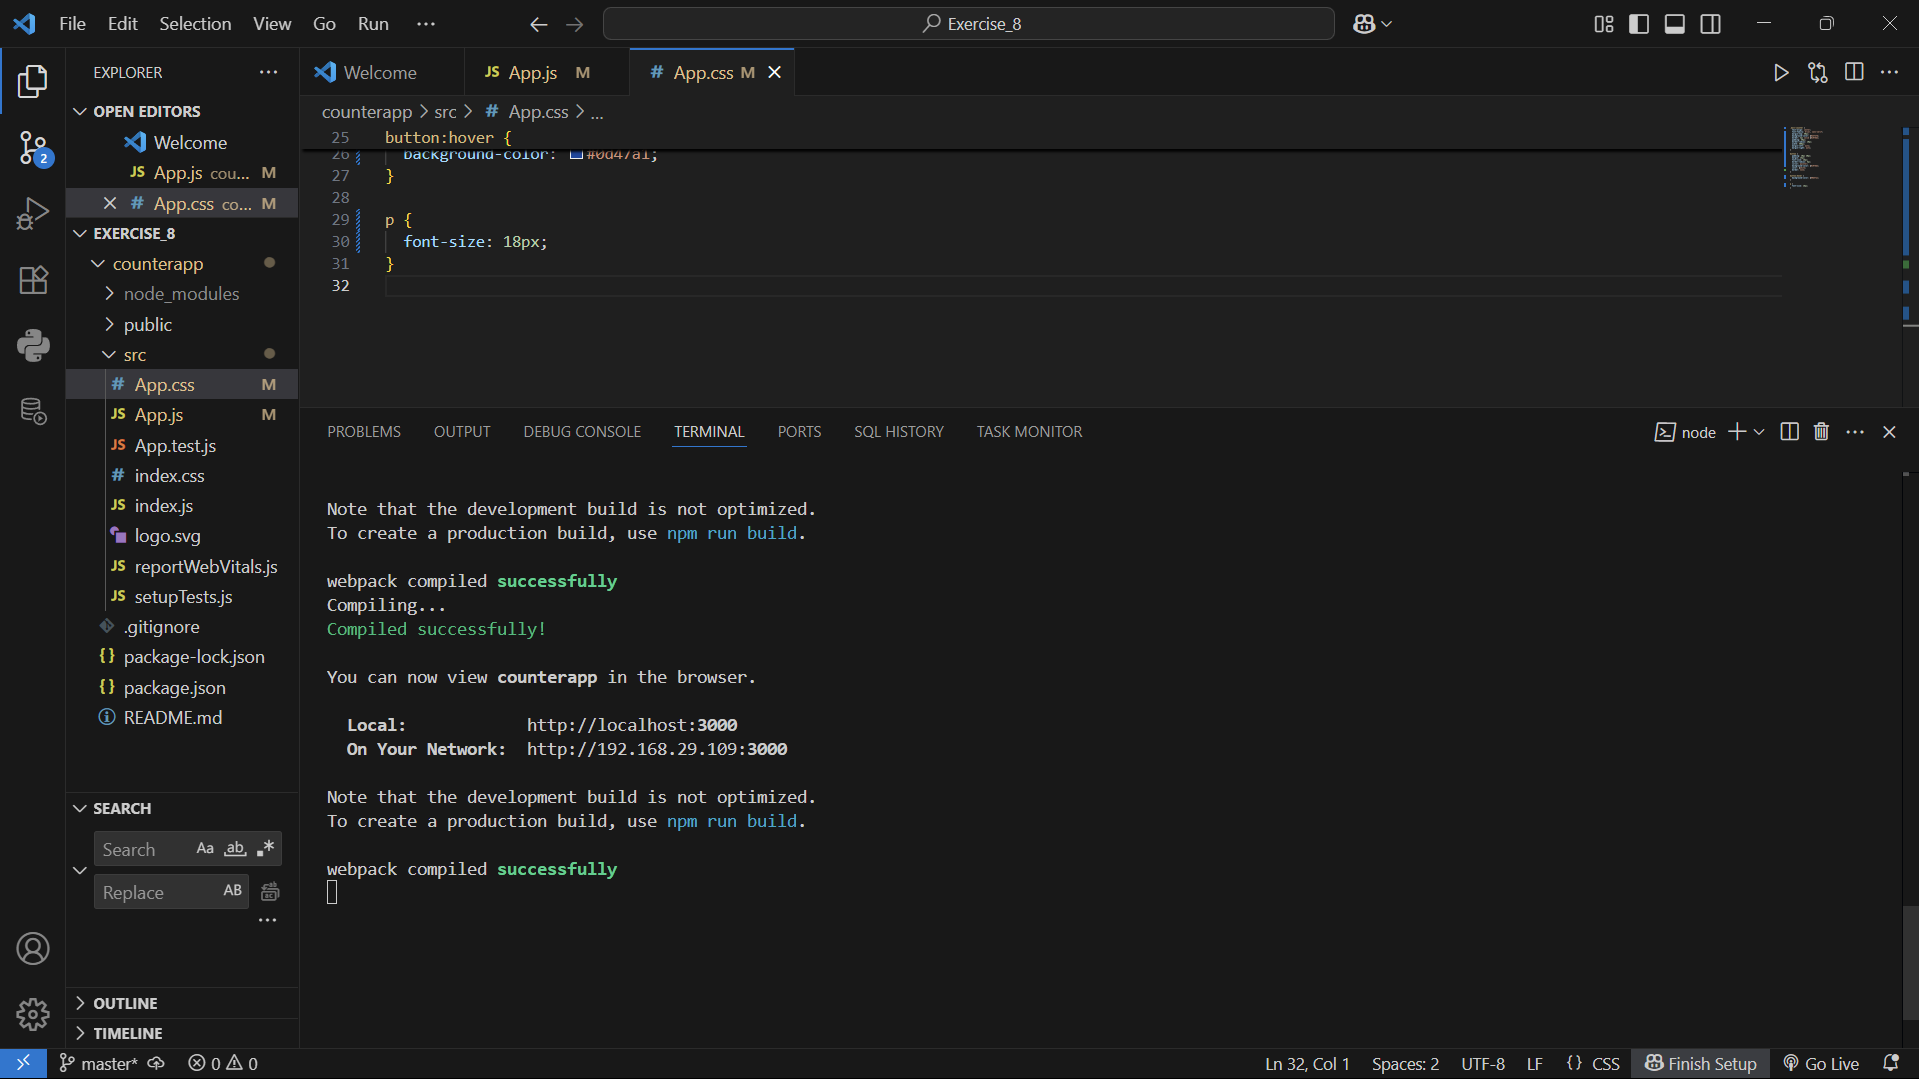 File Edit Selection View Go Run ...
Exercise_8
EXPLORER
OPEN EDITORS
Welcome
JS App.js cou... M
# App.css co... M
EXERCISE_8
counterapp
node_modules
public
src
# App.css M
JS App.js M
JS App.test.js
# index.css
JS index.js
logo.svg
JS reportWebVitals.js
JS setupTests.js
.gitignore
{} package-lock.json
{} package.json
README.md
SEARCH
Search Aa ab .*
Replace AB
...
OUTLINE
TIMELINE
2
Welcome
JS App.js M
# App.css M
counterapp > src > # App.css > ...
25 button:hover {
26 background-color: #0d47a1;
27 }
28
29 p {
30 font-size: 18px;
31 }
32
PROBLEMS OUTPUT DEBUG CONSOLE TERMINAL PORTS SQL HISTORY TASK MONITOR
node
Note that the development build is not optimized.
To create a production build, use npm run build.
webpack compiled successfully
Compiling...
Compiled successfully!
You can now view counterapp in the browser.
Local: http://localhost:3000
On Your Network: http://192.168.29.109:3000
Note that the development build is not optimized.
To create a production build, use npm run build.
webpack compiled successfully
master* 0 0
Ln 32, Col 1 Spaces: 2 UTF-8 LF {} CSS Finish Setup Go Live